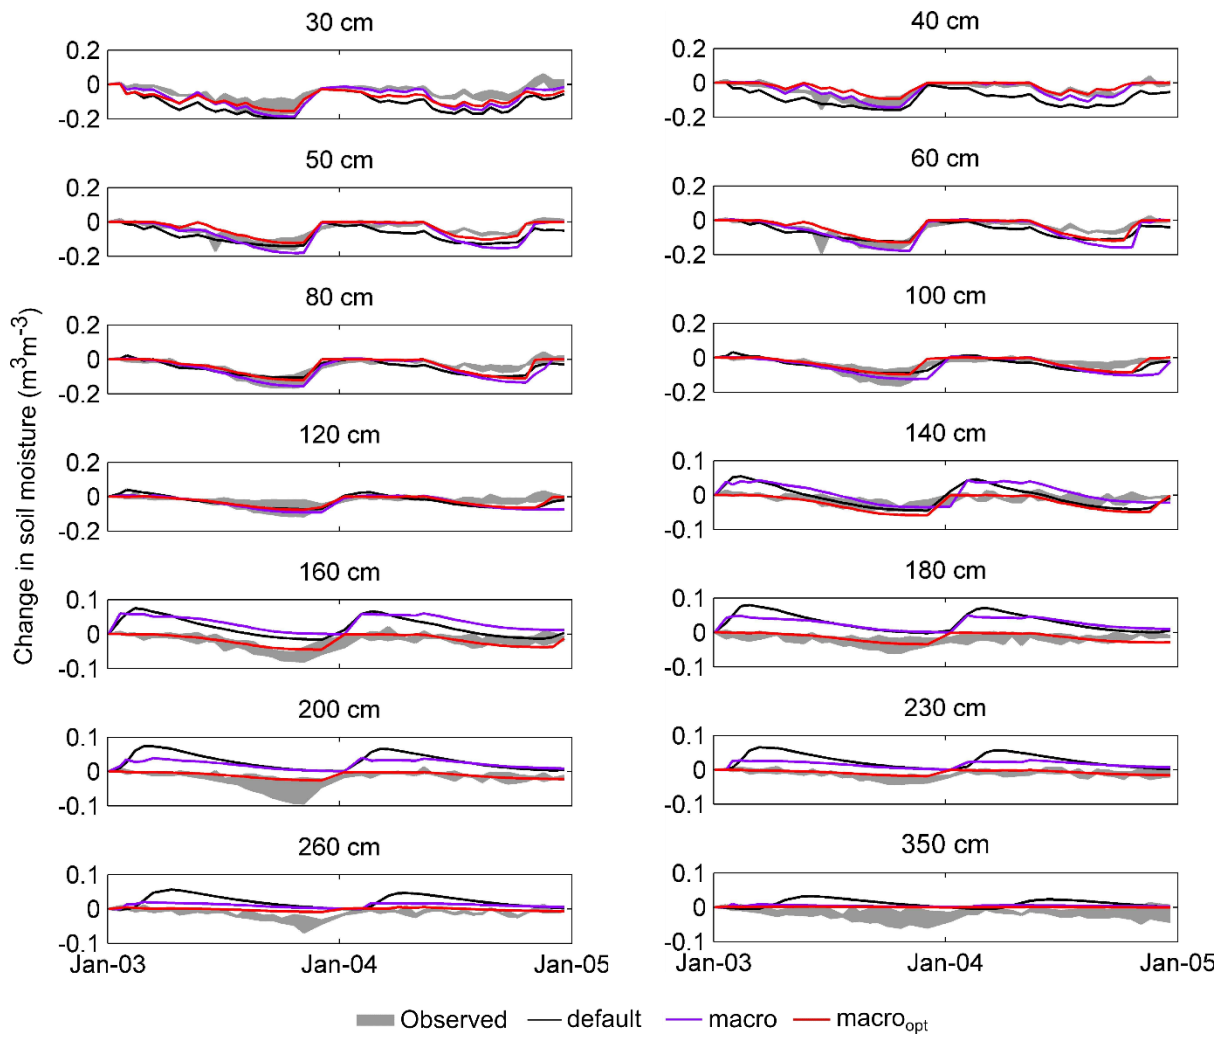 30 cm
40 cm
0.2
0
-0.2
0.2
0
-0.2
50 cm
60 cm
0.2
0
-0.2
0.2
0
-0.2
80 cm
100 cm
0.2
0
-0.2
0.2
0
-0.2
120 cm
140 cm
0.2
0
-0.2
0.1
0
-0.1
160 cm
180 cm
0.1
0
-0.1
0.1
0
-0.1
200 cm
230 cm
0.1
0
-0.1
0.1
0
-0.1
260 cm
350 cm
0.1
0
-0.1
0.1
0
-0.1
Jan-03 Jan-04 Jan-05
Jan-03 Jan-04 Jan-05
Change in soil moisture (m³m⁻³)
Observed default macro macro_opt